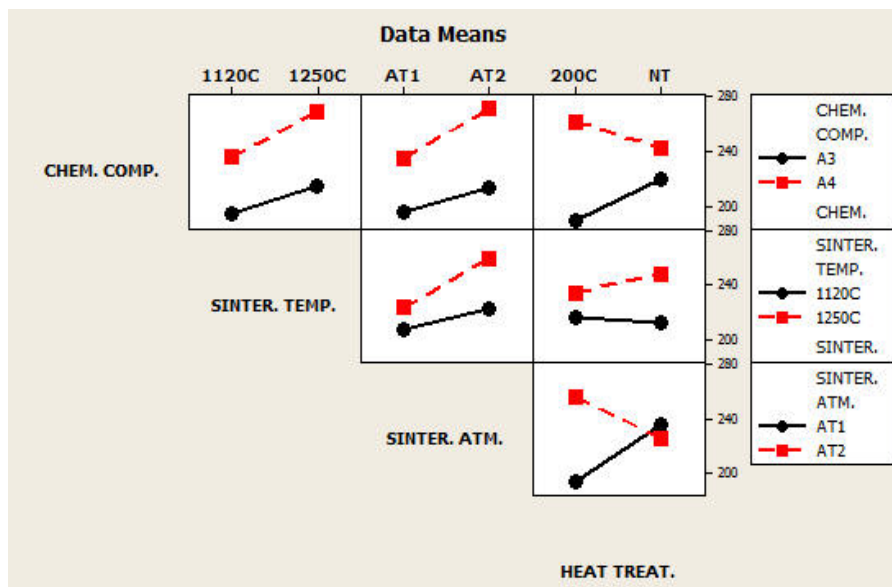 Data Means
1120C 1250C AT1 AT2 200C NT
280
240
200
CHEM. COMP.
CHEM.
COMP.
A3
A4
CHEM.
280
240
200
SINTER. TEMP.
SINTER.
TEMP.
1120C
1250C
SINTER.
280
240
200
SINTER. ATM.
SINTER.
ATM.
AT1
AT2
HEAT TREAT.